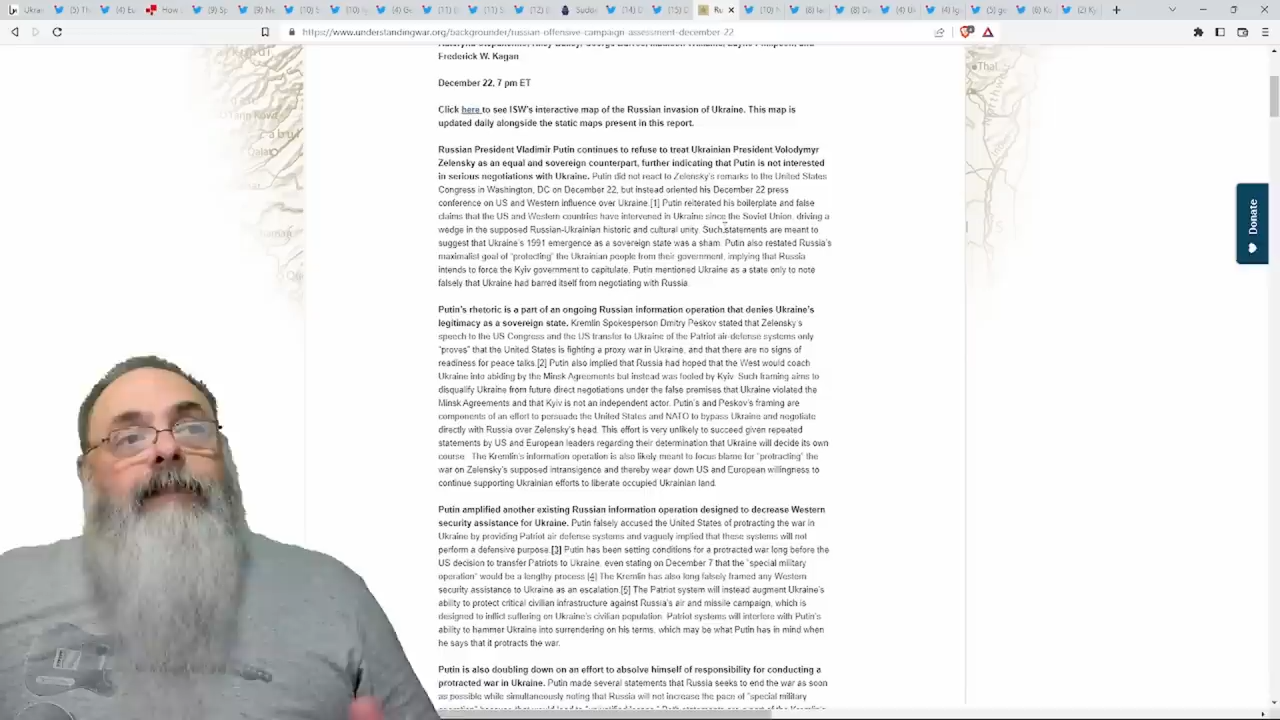 https://www.understandingwar.org/backgrounder/russian-offensive-campaign-assessment-december-22
Frederick W. Kagan
December 22, 7 pm ET
Click here to see ISW's interactive map of the Russian invasion of Ukraine. This map is
updated daily alongside the static maps present in this report.
Russian President Vladimir Putin continues to refuse to treat Ukrainian President Volodymyr
Zelensky as an equal and sovereign counterpart, further indicating that Putin is not interested
in serious negotiations with Ukraine. Putin did not react to Zelensky's remarks to the United States
Congress in Washington, DC on December 22, but instead oriented his December 22 press
conference on US and Western influence over Ukraine.[1] Putin reiterated his boilerplate and false
claims that the US and Western countries have intervened in Ukraine since the Soviet Union, driving a
wedge in the supposed Russian-Ukrainian historic and cultural unity. Such statements are meant to
suggest that Ukraine's 1991 emergence as a sovereign state was a sham. Putin also restated Russia's
maximalist goal of "protecting" the Ukrainian people from their government, implying that Russia
intends to force the Kyiv government to capitulate. Putin mentioned Ukraine as a state only to note
falsely that Ukraine had barred itself from negotiating with Russia.
Putin's rhetoric is a part of an ongoing Russian information operation that denies Ukraine's
legitimacy as a sovereign state. Kremlin Spokesperson Dmitry Peskov stated that Zelensky's
speech to the US Congress and the US transfer to Ukraine of the Patriot air-defense systems only
"proves" that the United States is fighting a proxy war in Ukraine, and that there are no signs of
readiness for peace talks.[2] Putin also implied that Russia had hoped that the West would coach
Ukraine into abiding by the Minsk Agreements but instead was fooled by Kyiv. Such framing aims to
disqualify Ukraine from future direct negotiations under the false premises that Ukraine violated the
Minsk Agreements and that Kyiv is not an independent actor. Putin's and Peskov's framing are
components of an effort to persuade the United States and NATO to bypass Ukraine and negotiate
directly with Russia over Zelensky's head. This effort is very unlikely to succeed given repeated
statements by US and European leaders regarding their determination that Ukraine will decide its own
course. The Kremlin's information operation is also likely meant to focus blame for "protracting" the
war on Zelensky's supposed intransigence and thereby wear down US and European willingness to
continue supporting Ukrainian efforts to liberate occupied Ukrainian land.
Putin amplified another existing Russian information operation designed to decrease Western
security assistance for Ukraine. Putin falsely accused the United States of protracting the war in
Ukraine by providing Patriot air defense systems and vaguely implied that these systems will not
perform a defensive purpose.[3] Putin has been setting conditions for a protracted war long before the
US decision to transfer Patriots to Ukraine, even stating on December 7 that the "special military
operation" would be a lengthy process.[4] The Kremlin has also long falsely framed any Western
security assistance to Ukraine as an escalation.[5] The Patriot system will instead augment Ukraine's
ability to protect critical civilian infrastructure against Russia's air and missile campaign, which is
designed to inflict suffering on Ukraine's civilian population. Patriot systems will interfere with Putin's
ability to hammer Ukraine into surrendering on his terms, which may be what Putin has in mind when
he says that it protracts the war.
Putin is also doubling down on an effort to absolve himself of responsibility for conducting a
protracted war in Ukraine. Putin made several statements that Russia seeks to end the war as soon
as possible while simultaneously noting that Russia will not increase the pace of "special military
Donate